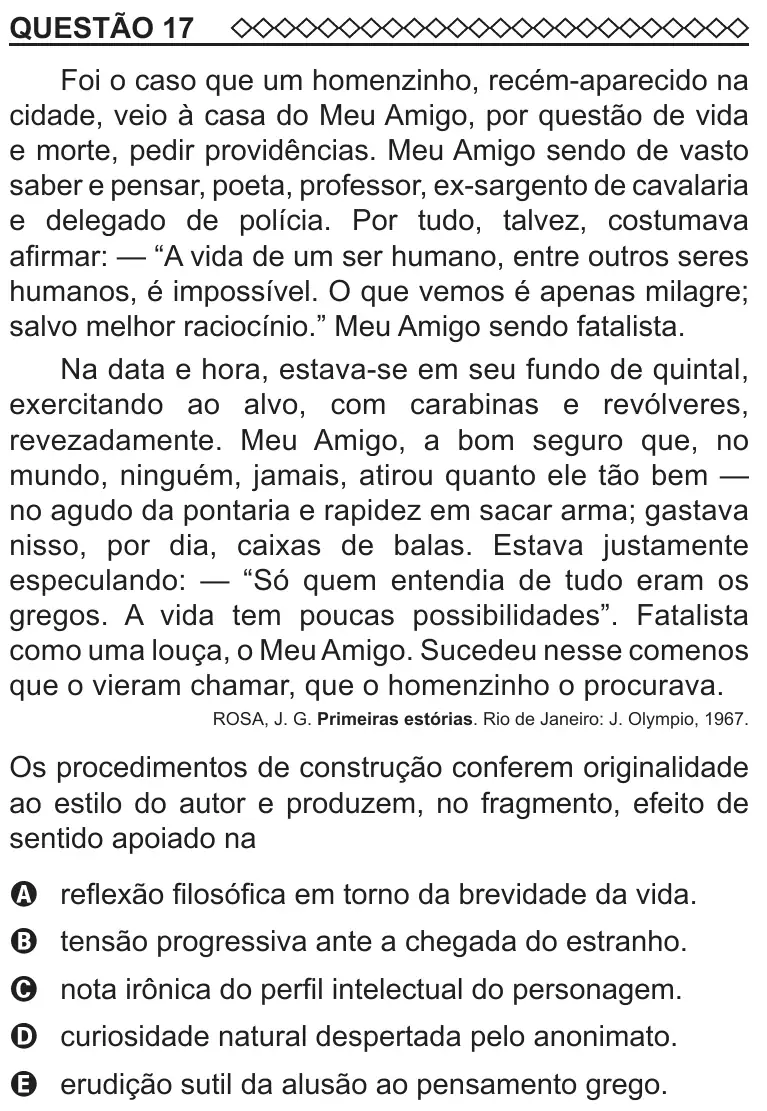 QUESTÃO 17
Foi o caso que um homenzinho, recém-aparecido na
cidade, veio à casa do Meu Amigo, por questão de vida
e morte, pedir providências. Meu Amigo sendo de vasto
saber e pensar, poeta, professor, ex-sargento de cavalaria
e delegado de polícia. Por tudo, talvez, costumava
afirmar: — “A vida de um ser humano, entre outros seres
humanos, é impossível. O que vemos é apenas milagre;
salvo melhor raciocínio.” Meu Amigo sendo fatalista.
Na data e hora, estava-se em seu fundo de quintal,
exercitando ao alvo, com carabinas e revólveres,
revezadamente. Meu Amigo, a bom seguro que, no
mundo, ninguém, jamais, atirou quanto ele tão bem —
no agudo da pontaria e rapidez em sacar arma; gastava
nisso, por dia, caixas de balas. Estava justamente
especulando: — “Só quem entendia de tudo eram os
gregos. A vida tem poucas possibilidades”. Fatalista
como uma louça, o Meu Amigo. Sucedeu nesse comenos
que o vieram chamar, que o homenzinho o procurava.
ROSA, J. G. Primeiras estórias. Rio de Janeiro: J. Olympio, 1967.
Os procedimentos de construção conferem originalidade
ao estilo do autor e produzem, no fragmento, efeito de
sentido apoiado na
A reflexão filosófica em torno da brevidade da vida.
B tensão progressiva ante a chegada do estranho.
C nota irônica do perfil intelectual do personagem.
D curiosidade natural despertada pelo anonimato.
E erudição sutil da alusão ao pensamento grego.